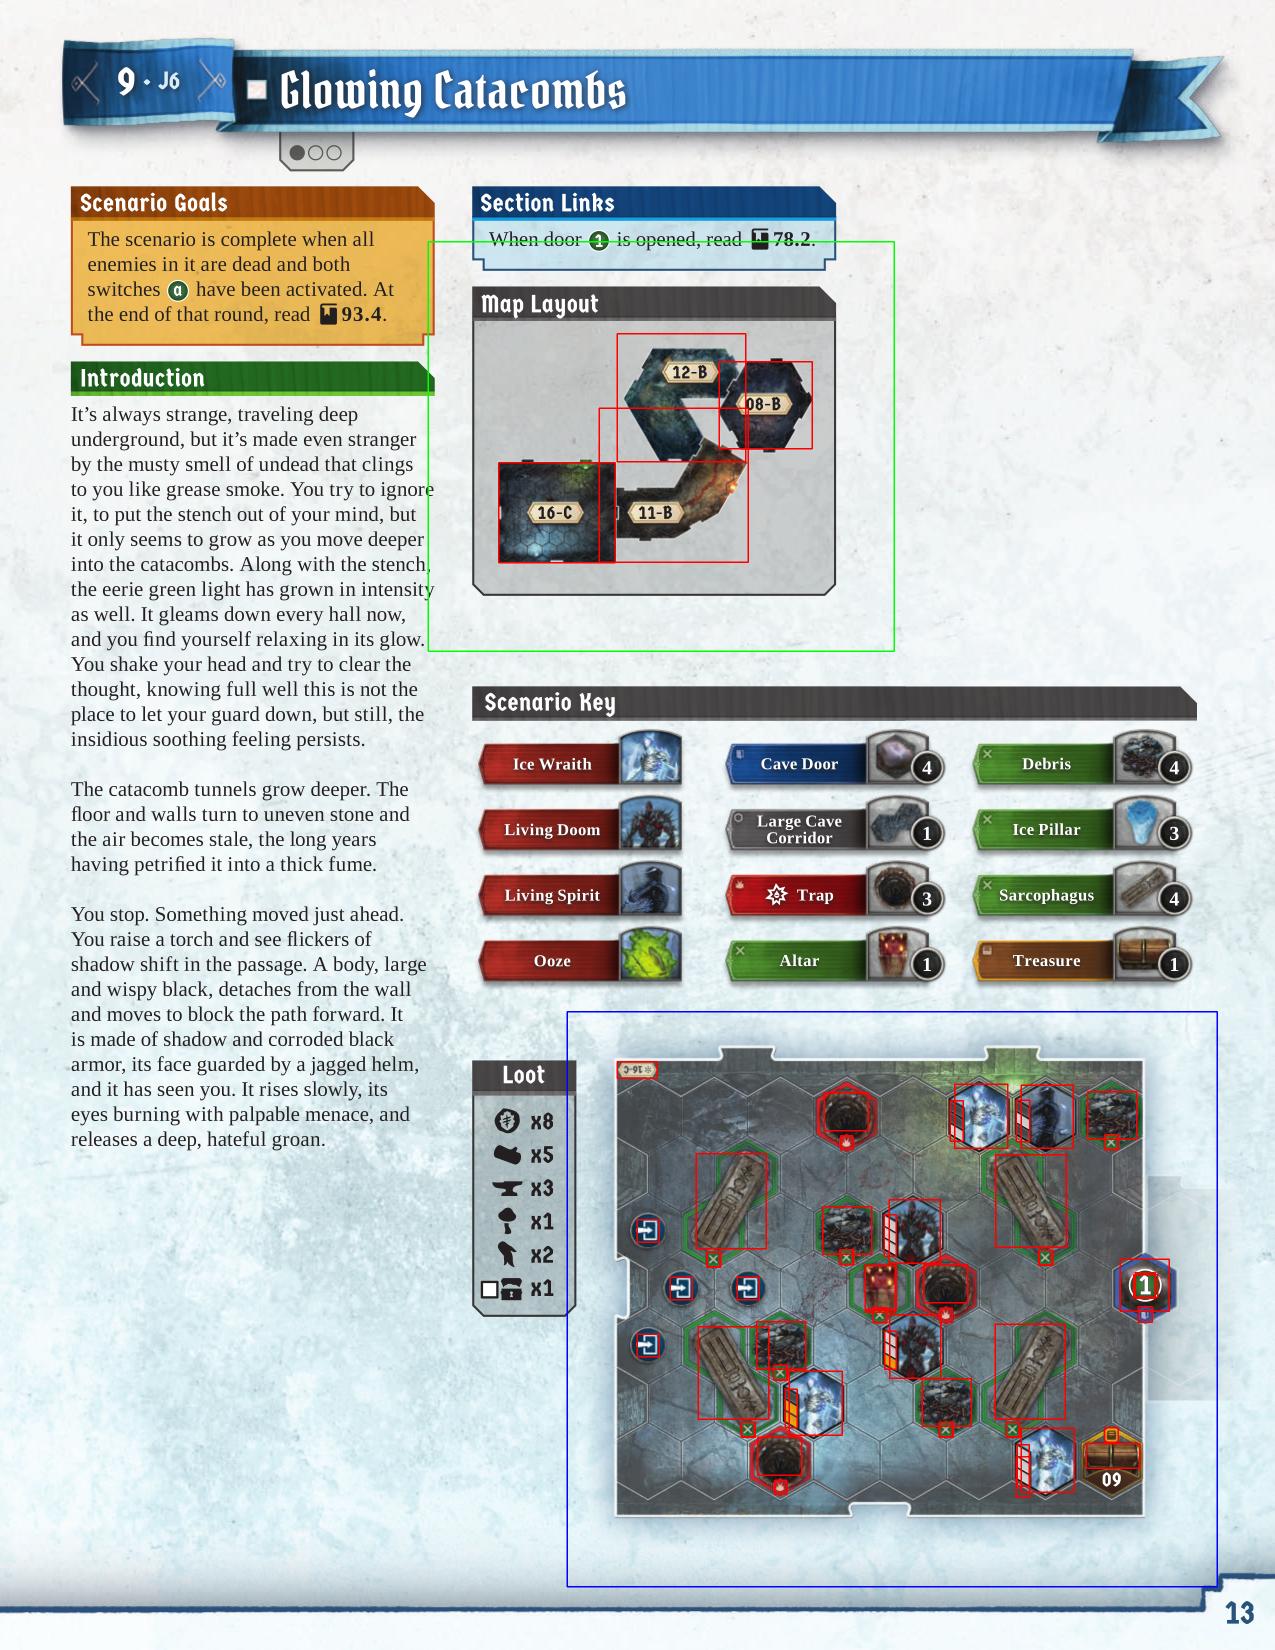 9 • J6
Glowing Catacombs
Scenario Goals
The scenario is complete when all
enemies in it are dead and both
switches a have been activated. At
the end of that round, read 93.4.
Introduction
It’s always strange, traveling deep
underground, but it’s made even stranger
by the musty smell of undead that clings
to you like grease smoke. You try to ignore
it, to put the stench out of your mind, but
it only seems to grow as you move deeper
into the catacombs. Along with the stench,
the eerie green light has grown in intensity
as well. It gleams down every hall now,
and you find yourself relaxing in its glow.
You shake your head and try to clear the
thought, knowing full well this is not the
place to let your guard down, but still, the
insidious soothing feeling persists.
The catacomb tunnels grow deeper. The
floor and walls turn to uneven stone and
the air becomes stale, the long years
having petrified it into a thick fume.
You stop. Something moved just ahead.
You raise a torch and see flickers of
shadow shift in the passage. A body, large
and wispy black, detaches from the wall
and moves to block the path forward. It
is made of shadow and corroded black
armor, its face guarded by a jagged helm,
and it has seen you. It rises slowly, its
eyes burning with palpable menace, and
releases a deep, hateful groan.
Section Links
When door 1 is opened, read 78.2.
Map Layout
12-B
08-B
16-C
11-B
Scenario Key
Ice Wraith
Cave Door 4
Debris 4
Living Doom
Large Cave
Corridor 1
Ice Pillar 3
Living Spirit
Trap 3
Sarcophagus 4
Ooze
Altar 1
Treasure 1
Loot
x8
x5
x3
x1
x2
x1
16-C
1
09
13